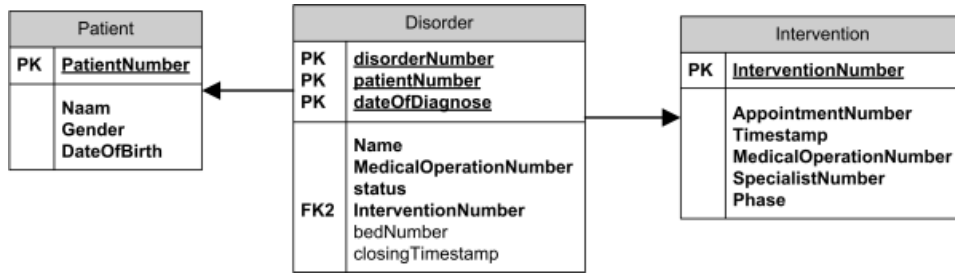 Patient
PK PatientNumber
Naam
Gender
DateOfBirth
Disorder
PK disorderNumber
PK patientNumber
PK dateOfDiagnose
Name
MedicalOperationNumber
status
FK2 InterventionNumber
bedNumber
closingTimestamp
Intervention
PK InterventionNumber
AppointmentNumber
Timestamp
MedicalOperationNumber
SpecialistNumber
Phase